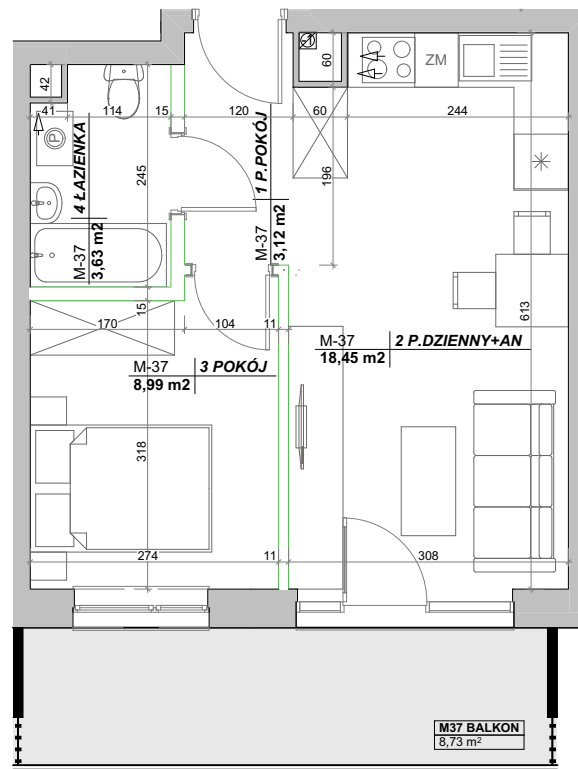 60
ZM
42
41
114
15
120
60
244
P
4 ŁAZIENKA
M-37
3,63 m2
245
1 P.POKÓJ
M-37
3,12 m2
196
15
170
104
11
613
M-37
3 POKÓJ
8,99 m2
M-37
2 P.DZIENNY+AN
18,45 m2
318
274
11
308
M37 BALKON
8,73 m²